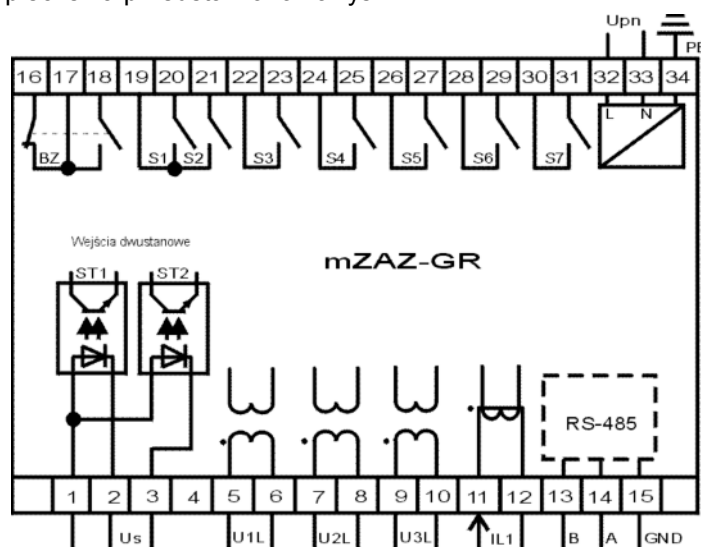 Upn
PE
16 17 18 19 20 21 22 23 24 25 26 27 28 29 30 31 32 33 34
L N
BZ S1 S2 S3 S4 S5 S6 S7
Wejścia dwustanowe
mZAZ-GR
ST1 ST2
RS-485
1 2 3 4 5 6 7 8 9 10 11 12 13 14 15
Us U1L U2L U3L IL1 B A GND